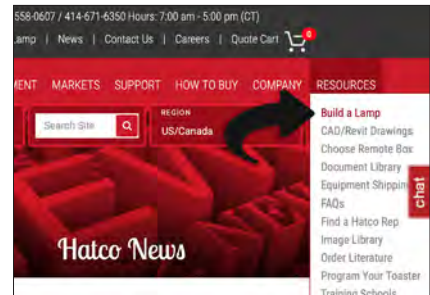 558-0607 / 414-671-6350 Hours: 7:00 am - 5:00 pm (CT)
Lamp | News | Contact Us | Careers | Quote Cart 0
MENT MARKETS SUPPORT HOW TO BUY COMPANY RESOURCES
Search Site
REGION
US/Canada
Build a Lamp
CAD/Revit Drawings
Choose Remote Box
Document Library
Equipment Shipping
FAQs
Find a Hatco Rep
Image Library
Order Literature
Program Your Toaster
Training Schools
chat
Hatco News